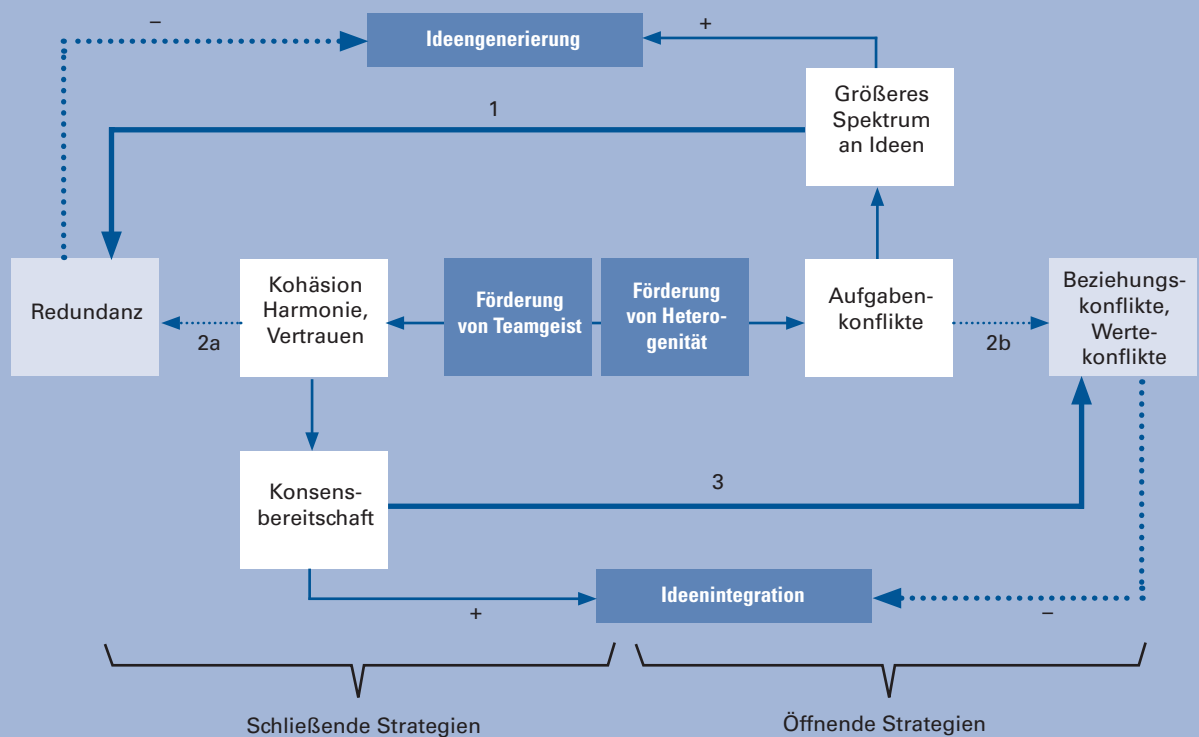 –
Ideengenerierung
+
Größeres
Spektrum
an Ideen
1
Redundanz
2a
Kohäsion
Harmonie,
Vertrauen
Förderung
von Teamgeist
Förderung
von Hetero-
genität
Aufgaben-
konflikte
2b
Beziehungs-
konflikte,
Werte-
konflikte
Konsens-
bereitschaft
3
Ideenintegration
+
–
Schließende Strategien
Öffnende Strategien